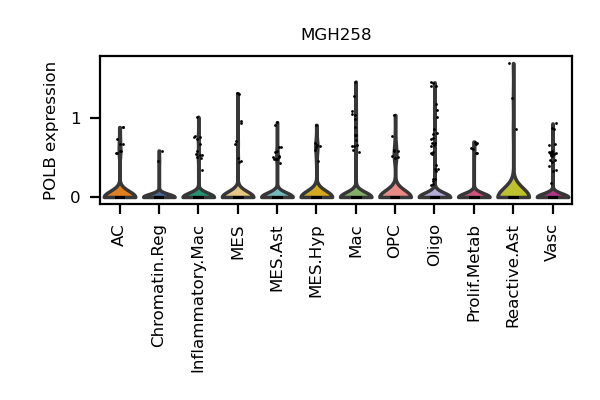 MGH258
POLB expression
1
0
AC
Chromatin.Reg
Inflammatory.Mac
MES
MES.Ast
MES.Hyp
Mac
OPC
Oligo
Prolif.Metab
Reactive.Ast
Vasc